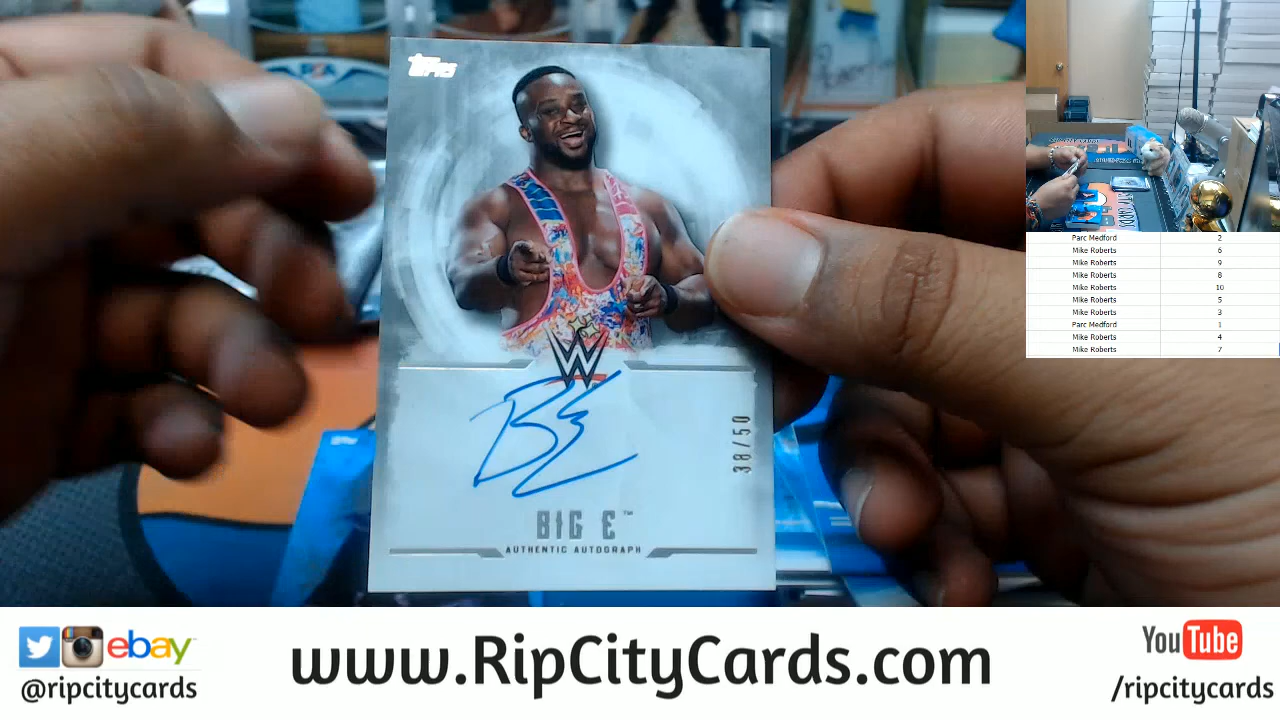 Topps
W
BE
38/50
BIG E™
AUTHENTIC AUTOGRAPH
Parc Medford 2
Mike Roberts 6
Mike Roberts 9
Mike Roberts 8
Mike Roberts 10
Mike Roberts 5
Mike Roberts 3
Parc Medford 1
Mike Roberts 4
Mike Roberts 7
ebay
@ripcitycards
www.RipCityCards.com
YouTube
/ripcitycards